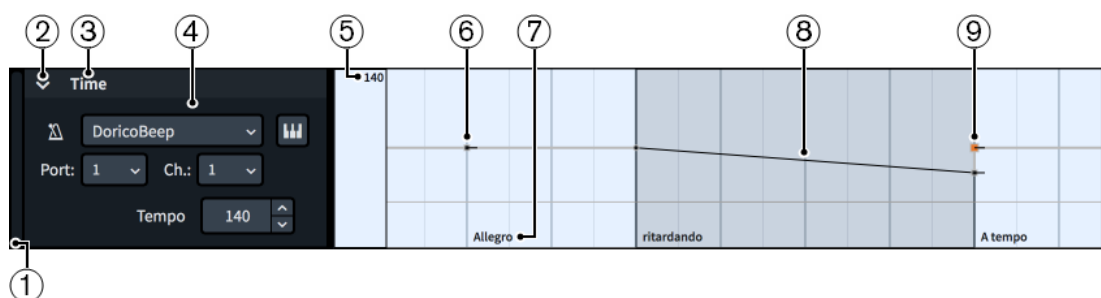 ② ③ ④ ⑤ ⑥ ⑦ ⑧ ⑨
Time
140
DoricoBeep
Port: 1 Ch.: 1
Tempo 140
Allegro ritardando A tempo
①